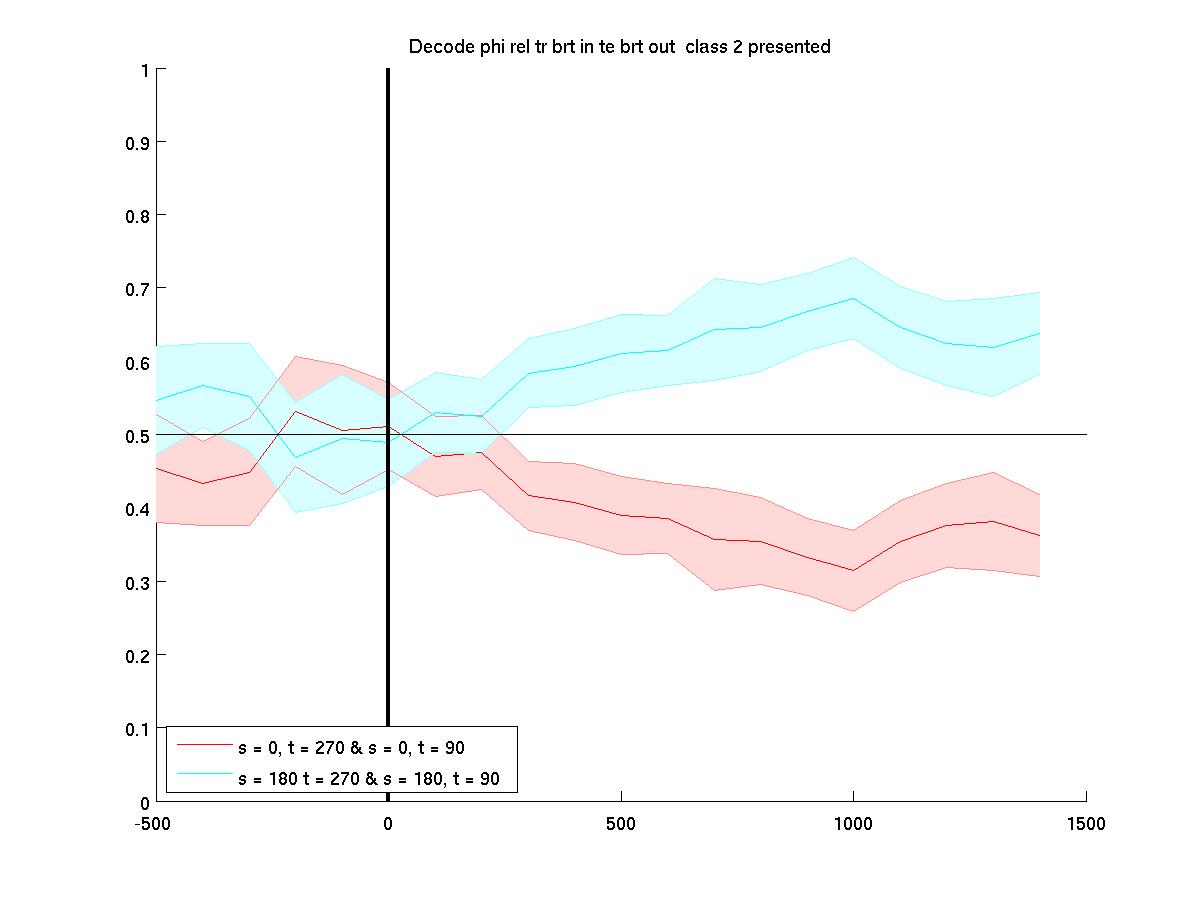 Decode phi rel tr brt in te brt out  class 2 presented
1
0.9
0.8
0.7
0.6
0.5
0.4
0.3
0.2
0.1
0
s = 0, t = 270 & s = 0, t = 90
s = 180 t = 270 & s = 180, t = 90
-500 0 500 1000 1500